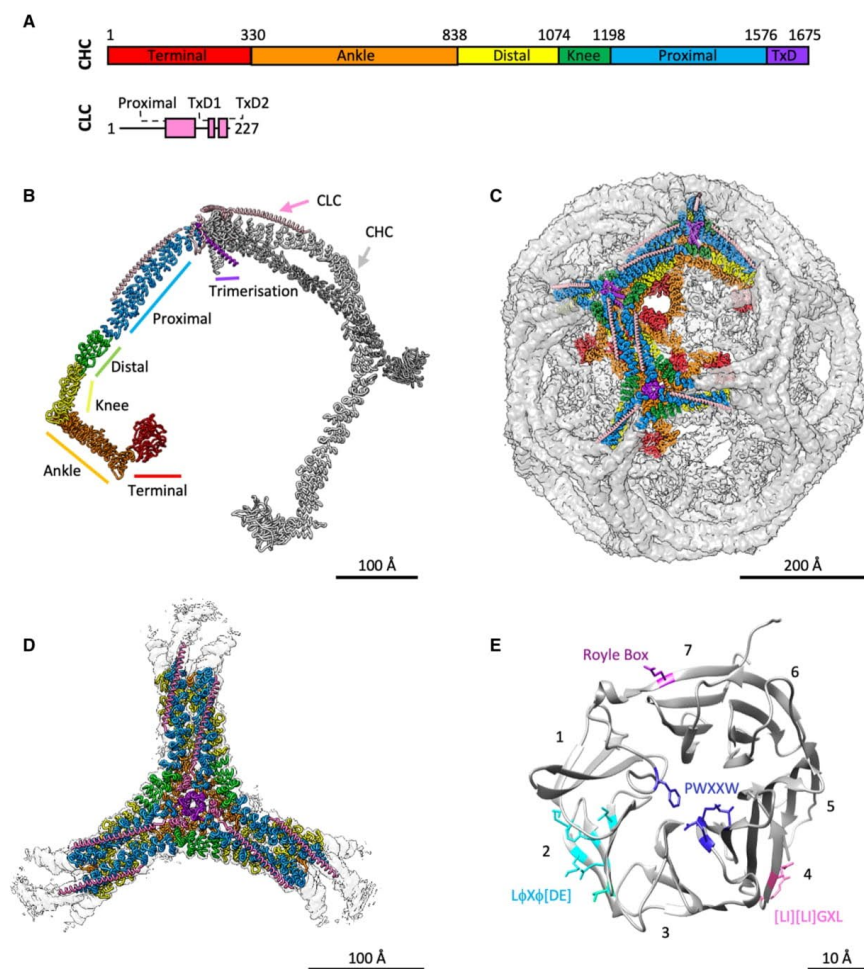 A
1 330 838 1074 1198 1576 1675
CHC Terminal Ankle Distal Knee Proximal TxD
Proximal TxD1 TxD2
CLC 1 227
B
CLC
CHC
Trimerisation
Proximal
Distal
Knee
Ankle
Terminal
100 Å
C
200 Å
D
100 Å
E
Royle Box
7
6
1
PWXXW
5
2
4
LϕXϕ[DE]
[LI][LI]GXL
3
10 Å